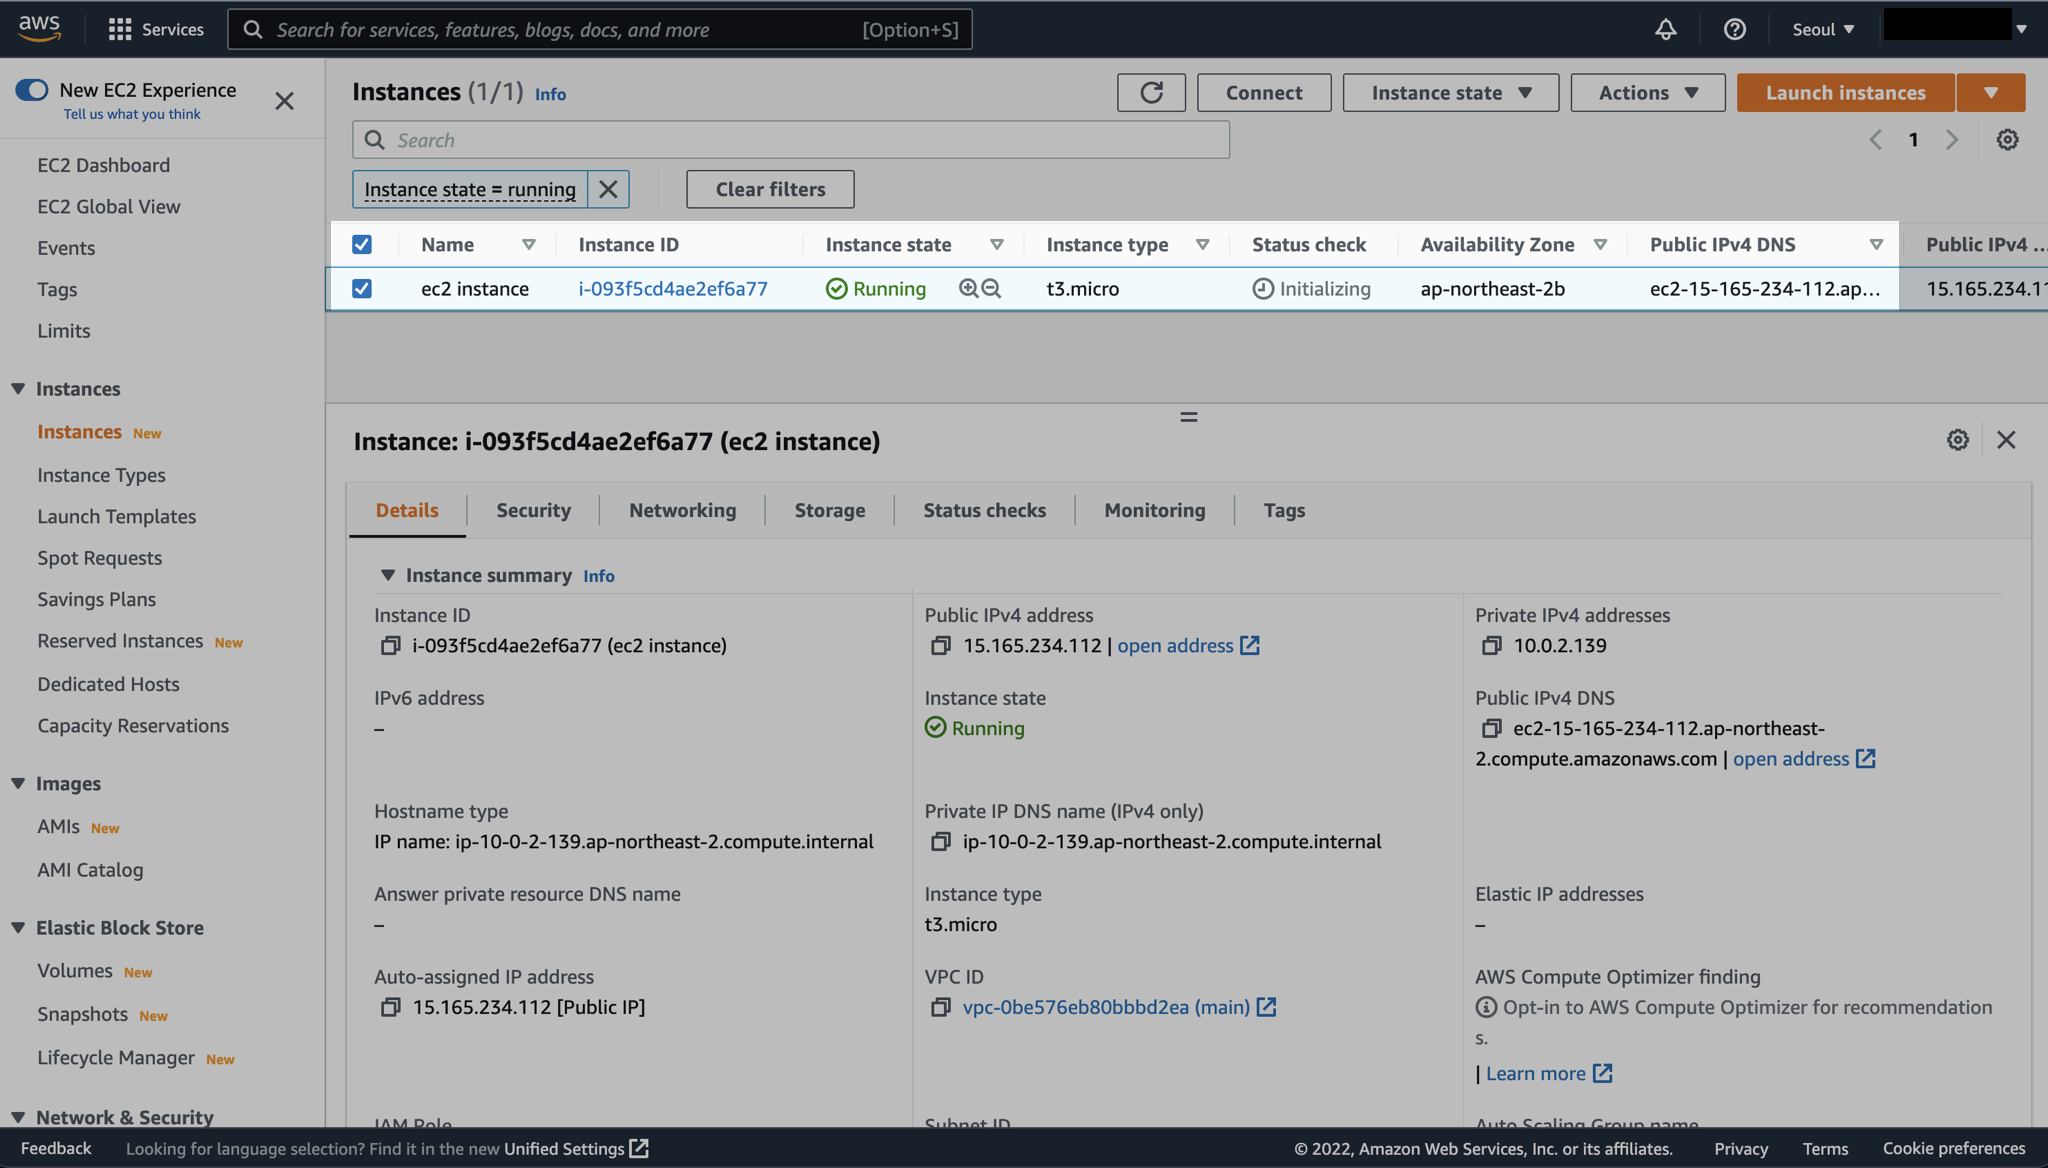 aws
Services
Search for services, features, blogs, docs, and more [Option+S]
Seoul
New EC2 Experience
Tell us what you think
EC2 Dashboard
EC2 Global View
Events
Tags
Limits
Instances
Instances New
Instance Types
Launch Templates
Spot Requests
Savings Plans
Reserved Instances New
Dedicated Hosts
Capacity Reservations
Images
AMIs New
AMI Catalog
Elastic Block Store
Volumes New
Snapshots New
Lifecycle Manager New
Network & Security
Instances (1/1) Info
Connect
Instance state
Actions
Launch instances
Search
1
Instance state = running
Clear filters
Name Instance ID Instance state Instance type Status check Availability Zone Public IPv4 DNS Public IPv4 ...
ec2 instance i-093f5cd4ae2ef6a77 Running t3.micro Initializing ap-northeast-2b ec2-15-165-234-112.ap... 15.165.234.11
Instance: i-093f5cd4ae2ef6a77 (ec2 instance)
Details Security Networking Storage Status checks Monitoring Tags
Instance summary Info
Instance ID
i-093f5cd4ae2ef6a77 (ec2 instance)
Public IPv4 address
15.165.234.112 | open address
Private IPv4 addresses
10.0.2.139
IPv6 address
–
Instance state
Running
Public IPv4 DNS
ec2-15-165-234-112.ap-northeast-
2.compute.amazonaws.com | open address
Hostname type
IP name: ip-10-0-2-139.ap-northeast-2.compute.internal
Private IP DNS name (IPv4 only)
ip-10-0-2-139.ap-northeast-2.compute.internal
Answer private resource DNS name
–
Instance type
t3.micro
Elastic IP addresses
–
Auto-assigned IP address
15.165.234.112 [Public IP]
VPC ID
vpc-0be576eb80bbbd2ea (main)
AWS Compute Optimizer finding
Opt-in to AWS Compute Optimizer for recommendation
s.
| Learn more
IAM Role
Subnet ID
Auto Scaling Group name
Feedback
Looking for language selection? Find it in the new Unified Settings
© 2022, Amazon Web Services, Inc. or its affiliates.
Privacy
Terms
Cookie preferences